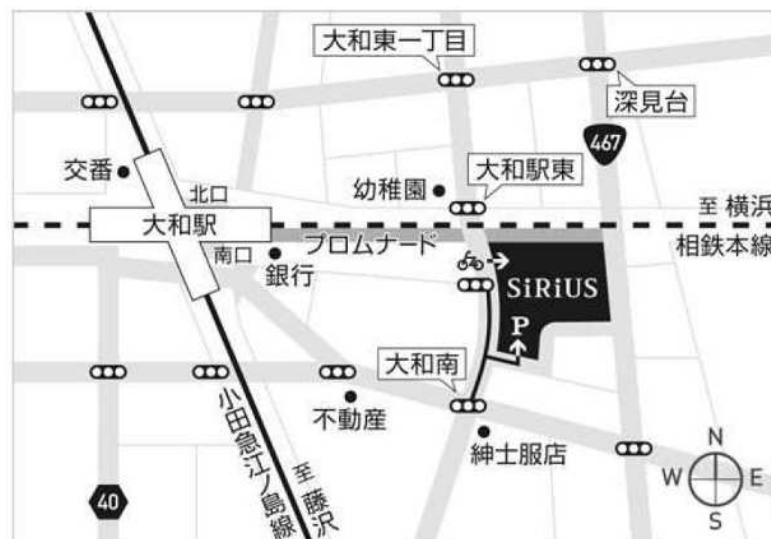 大和東一丁目
深見台
467
交番
北口
幼稚園
大和駅東
至 横浜
大和駅
プロムナード
相鉄本線
南口
銀行
SiRiUS
P
大和南
不動産
紳士服店
小田急江ノ島線
至 藤沢
40
N
W E
S